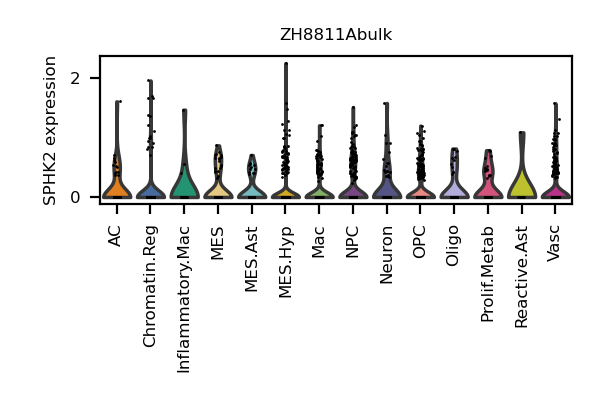 ZH8811Abulk
SPHK2 expression
2
0
AC
Chromatin.Reg
Inflammatory.Mac
MES
MES.Ast
MES.Hyp
Mac
NPC
Neuron
OPC
Oligo
Prolif.Metab
Reactive.Ast
Vasc